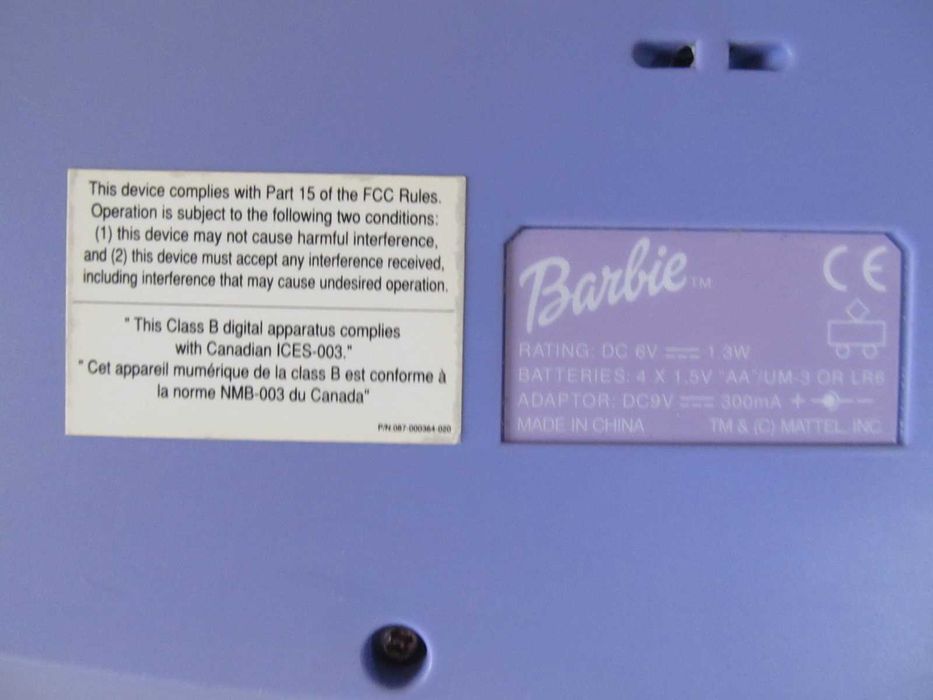 This device complies with Part 15 of the FCC Rules.
Operation is subject to the following two conditions:
(1) this device may not cause harmful interference,
and (2) this device must accept any interference received,
including interference that may cause undesired operation.
" This Class B digital apparatus complies
with Canadian ICES-003."
" Cet appareil mumérique de la class B est conforme à
la norme NMB-003 du Canada"
P/N 087-000364-020
Barbie TM
CE
RATING: DC 6V 1.3W
BATTERIES: 4 X 1.5V "AA"/UM-3 OR LR6
ADAPTOR: DC9V 300mA + -
MADE IN CHINA TM & (C) MATTEL, INC.